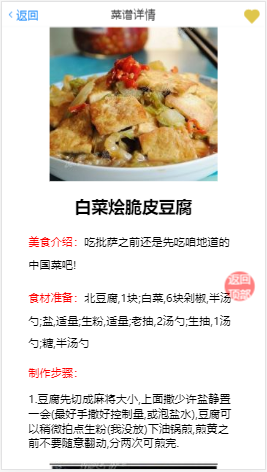 返回
菜谱详情
白菜烩脆皮豆腐
美食介绍：吃批萨之前还是先吃咱地道的
中国菜吧!
返回
顶部
食材准备：北豆腐,1块;白菜,6块剁椒,半汤
勺;盐,适量;生粉,适量;老抽,2汤勺;生抽,1汤
勺;糖,半汤勺
制作步骤：
1.豆腐先切成麻将大小,上面撒少许盐静置
一会(最好手撒好控制量,或泡盐水),豆腐可
以稍微拍点生粉(我没放)下油锅煎,煎黄之
前不要随意翻动,分两次可煎完.